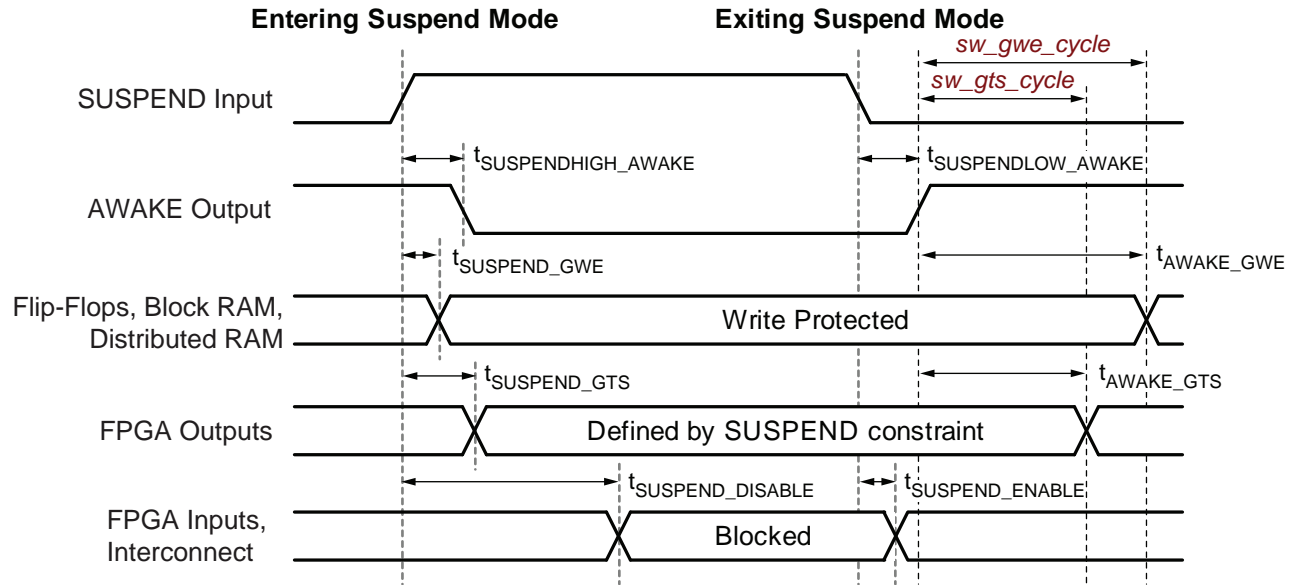 Entering Suspend Mode
Exiting Suspend Mode
sw_gwe_cycle
sw_gts_cycle
SUSPEND Input
tSUSPENDHIGH_AWAKE
tSUSPENDLOW_AWAKE
AWAKE Output
tSUSPEND_GWE
tAWAKE_GWE
Flip-Flops, Block RAM,
Distributed RAM
Write Protected
tSUSPEND_GTS
tAWAKE_GTS
FPGA Outputs
Defined by SUSPEND constraint
tSUSPEND_DISABLE
tSUSPEND_ENABLE
FPGA Inputs,
Interconnect
Blocked